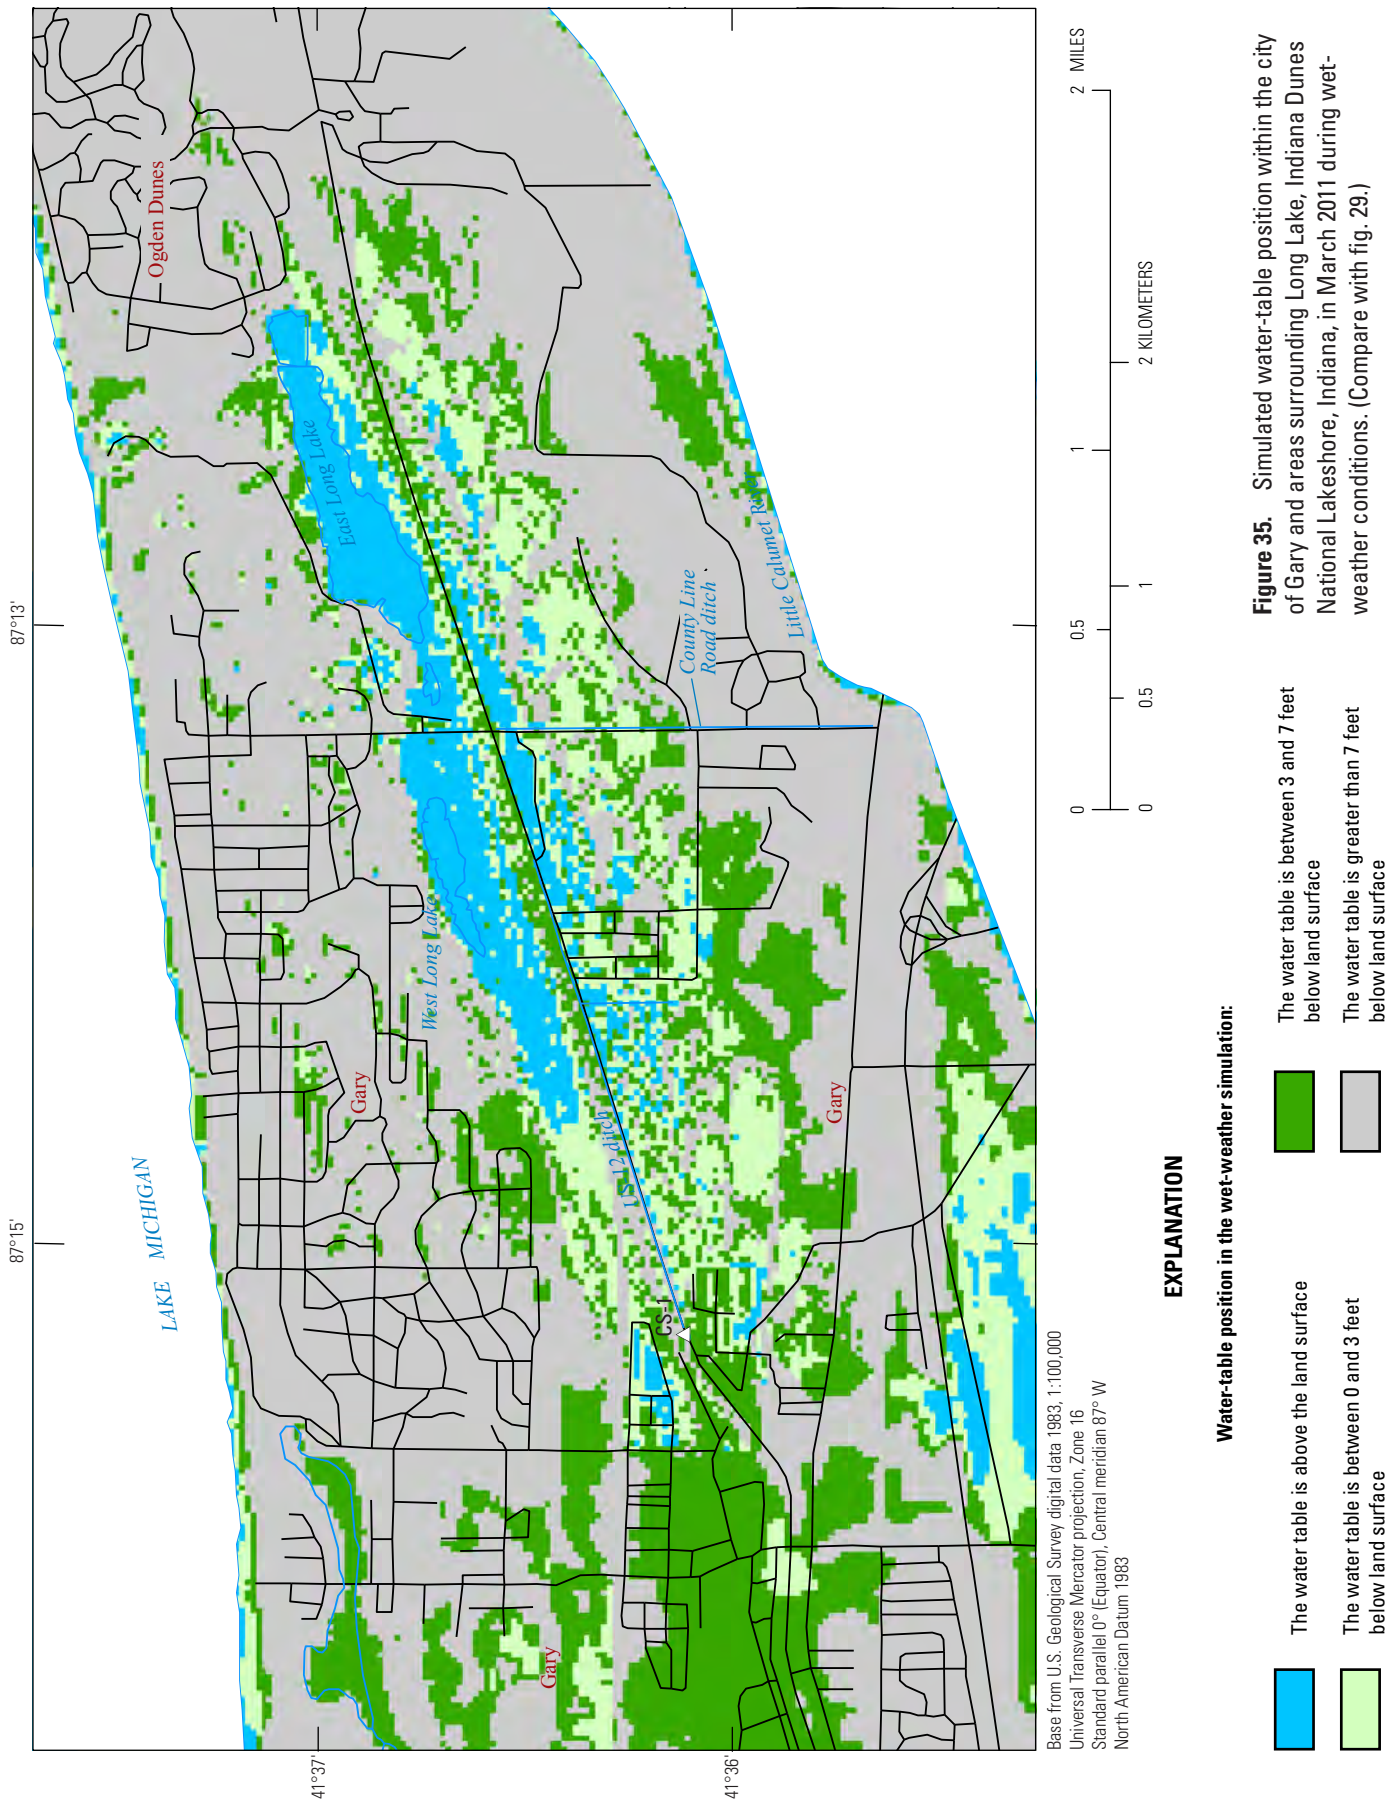 87°15'
87°13'
41°37'
41°36'
LAKE MICHIGAN
Ogden Dunes
East Long Lake
West Long Lake
Gary
US-12 ditch
CS-1
County Line
Road ditch
Little Calumet River
Gary
Gary
Base from U.S. Geological Survey digital data 1983, 1:100,000
Universal Transverse Mercator projection, Zone 16
Standard parallel 0° (Equator), Central meridian 87° W
North American Datum 1983
0 0.5 1 2 MILES
0 0.5 1 2 KILOMETERS
EXPLANATION
Water-table position in the wet-weather simulation:
The water table is above the land surface
The water table is between 0 and 3 feet
below land surface
The water table is between 3 and 7 feet
below land surface
The water table is greater than 7 feet
below land surface
Figure 35. Simulated water-table position within the city
of Gary and areas surrounding Long Lake, Indiana Dunes
National Lakeshore, Indiana, in March 2011 during wet-
weather conditions. (Compare with fig. 29.)